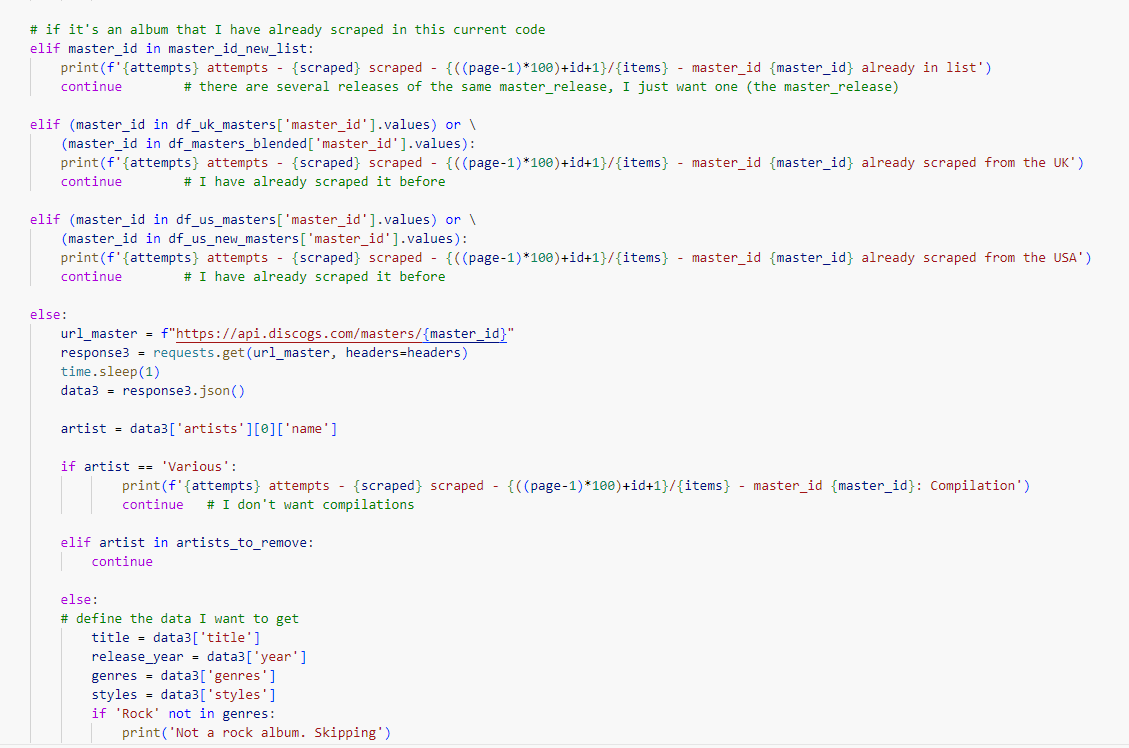 # if it's an album that I have already scraped in this current code
elif master_id in master_id_new_list:
    print(f'{attempts} attempts - {scraped} scraped - {((page-1)*100)+id+1}/{items} - master_id {master_id} already in list')
    continue        # there are several releases of the same master_release, I just want one (the master_release)

elif (master_id in df_uk_masters['master_id'].values) or \
    (master_id in df_masters_blended['master_id'].values):
    print(f'{attempts} attempts - {scraped} scraped - {((page-1)*100)+id+1}/{items} - master_id {master_id} already scraped from the UK')
    continue        # I have already scraped it before

elif (master_id in df_us_masters['master_id'].values) or \
    (master_id in df_us_new_masters['master_id'].values):
    print(f'{attempts} attempts - {scraped} scraped - {((page-1)*100)+id+1}/{items} - master_id {master_id} already scraped from the USA')
    continue        # I have already scraped it before

else:
    url_master = f"https://api.discogs.com/masters/{master_id}"
    response3 = requests.get(url_master, headers=headers)
    time.sleep(1)
    data3 = response3.json()

    artist = data3['artists'][0]['name']

    if artist == 'Various':
            print(f'{attempts} attempts - {scraped} scraped - {((page-1)*100)+id+1}/{items} - master_id {master_id}: Compilation')
            continue   # I don't want compilations

    elif artist in artists_to_remove:
        continue

    else:
    # define the data I want to get
        title = data3['title']
        release_year = data3['year']
        genres = data3['genres']
        styles = data3['styles']
        if 'Rock' not in genres:
            print('Not a rock album. Skipping')